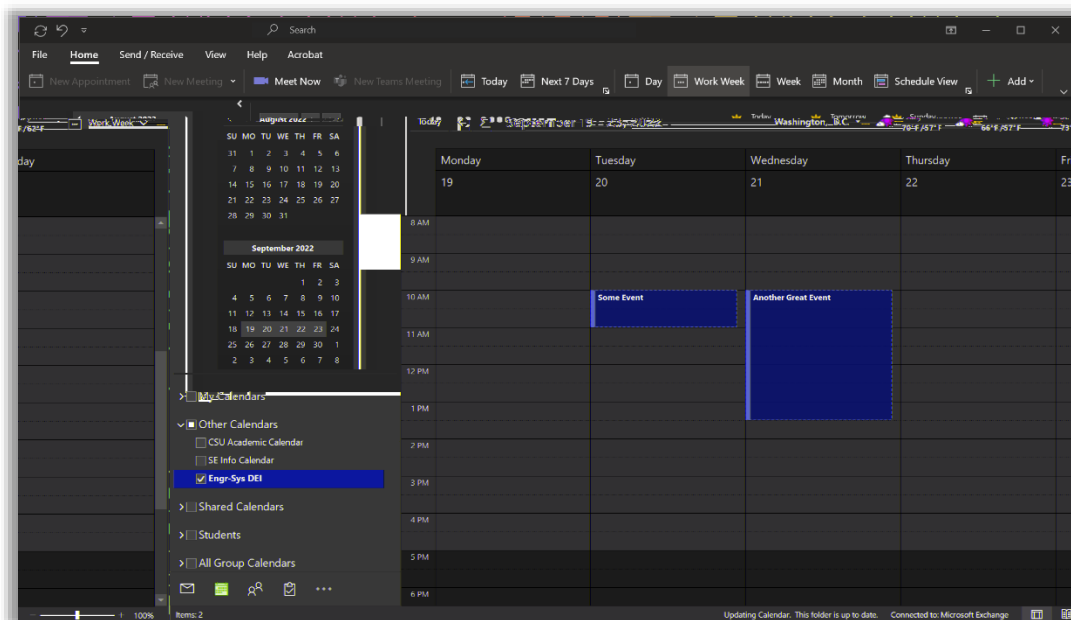 Search
File Home Send / Receive View Help Acrobat
New Appointment New Meeting Meet Now New Teams Meeting Today Next 7 Days Day Work Week Week Month Schedule View Add
August 2022
SU MO TU WE TH FR SA
31 1 2 3 4 5 6
7 8 9 10 11 12 13
14 15 16 17 18 19 20
21 22 23 24 25 26 27
28 29 30 31
September 2022
SU MO TU WE TH FR SA
1 2 3
4 5 6 7 8 9 10
11 12 13 14 15 16 17
18 19 20 21 22 23 24
25 26 27 28 29 30 1
2 3 4 5 6 7 8
My Calendars
Other Calendars
CSU Academic Calendar
SE Info Calendar
Engr-Sys DEI
Shared Calendars
Students
All Group Calendars
Work Week
day
Today
Washington, D.C.
Monday Tuesday Wednesday Thursday Fr
19 20 21 22 23
8 AM
9 AM
10 AM Some Event Another Great Event
11 AM
12 PM
1 PM
2 PM
3 PM
4 PM
5 PM
6 PM
100% Items: 2 Updating Calendar. This folder is up to date. Connected to: Microsoft Exchange